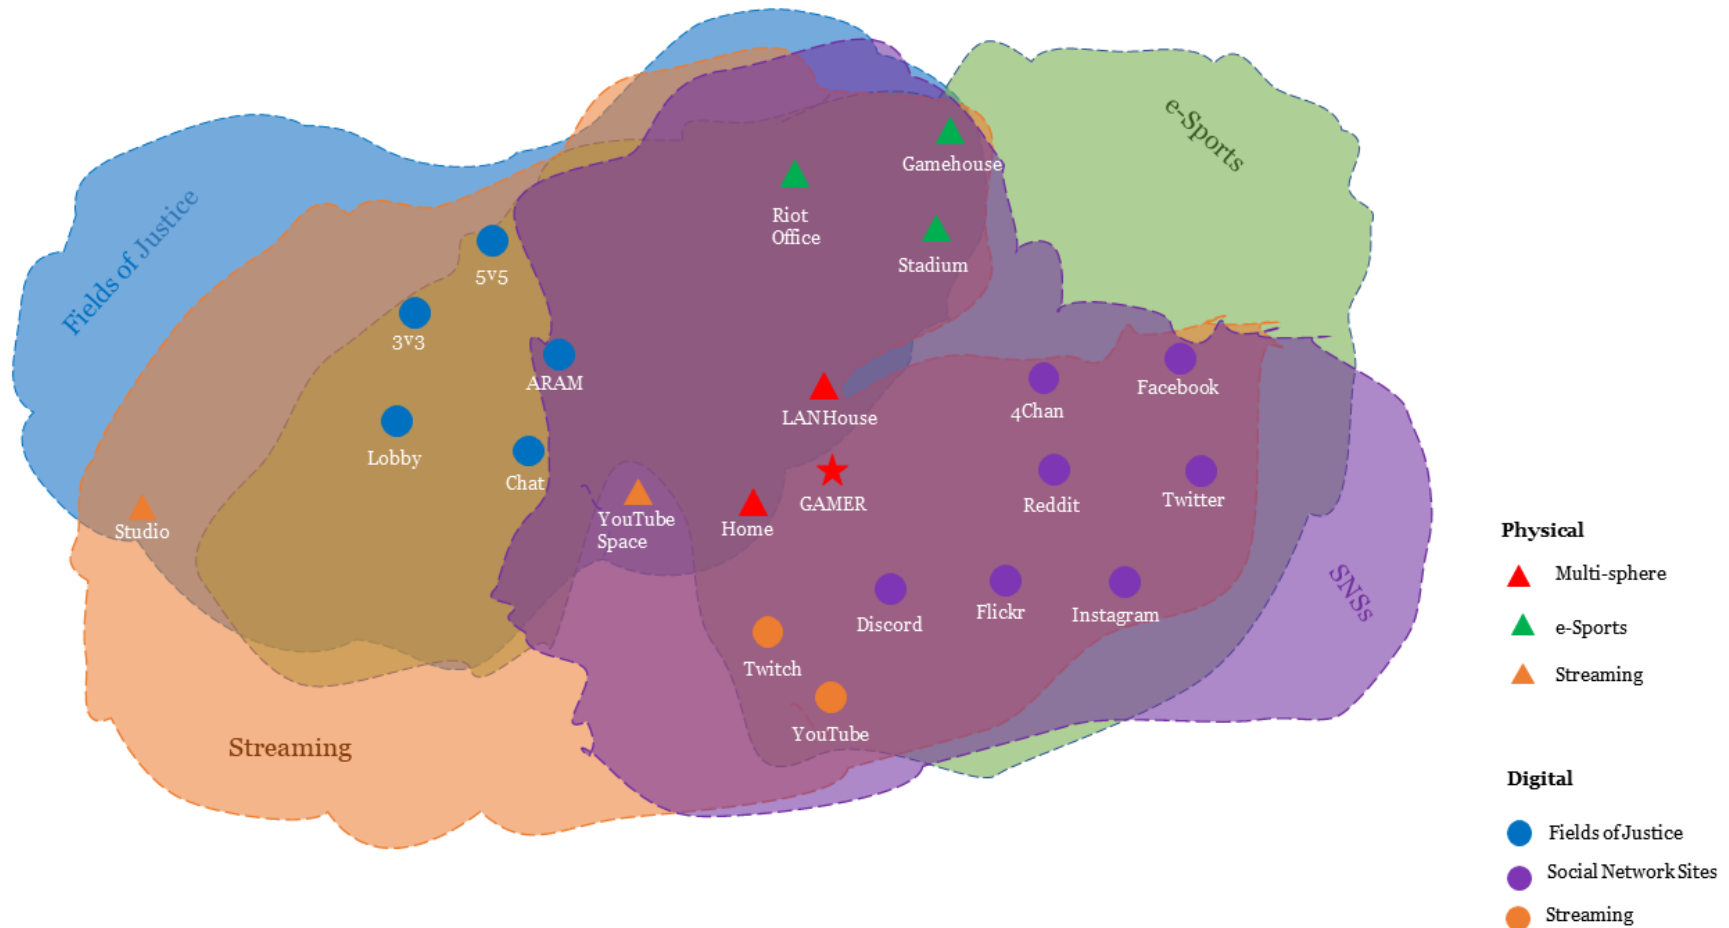 e-Sports
Fields of Justice
Gamehouse
Riot
Office
Stadium
5v5
3v3
ARAM
LANHouse
Facebook
4Chan
Lobby
Chat
GAMER
Reddit
Twitter
Studio
YouTube
Space
Home
Physical
Multi-sphere
SNSs
Discord
Flickr
Instagram
e-Sports
Twitch
Streaming
YouTube
Streaming
Digital
Fields of Justice
Social Network Sites
Streaming